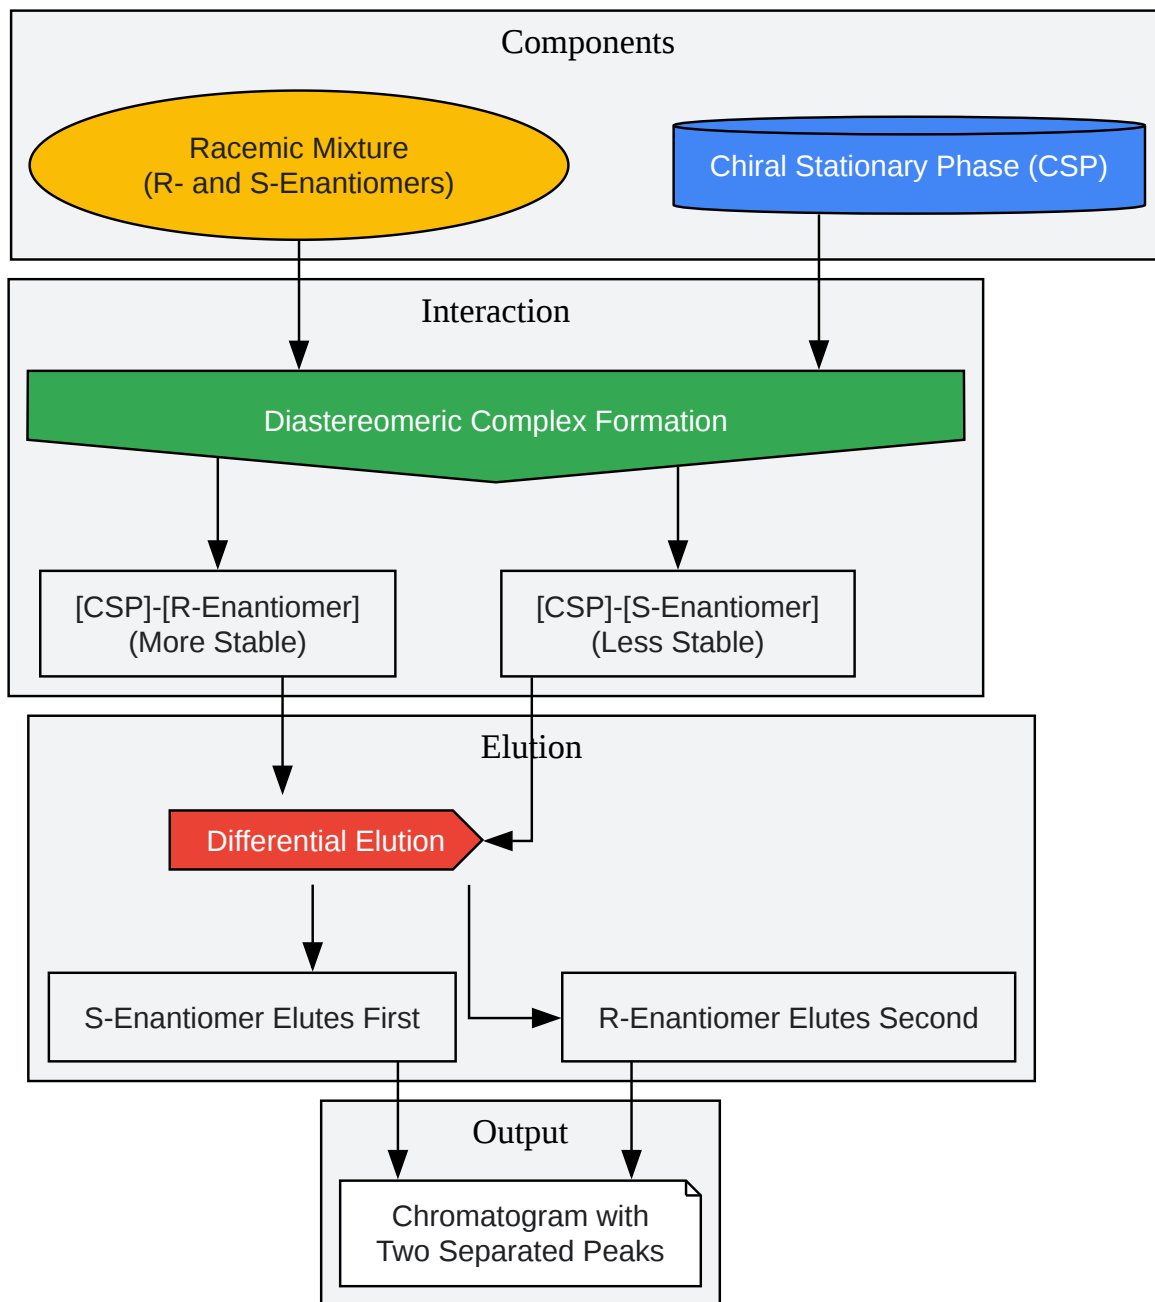 Components
Racemic Mixture
(R- and S-Enantiomers)
Chiral Stationary Phase (CSP)
Interaction
Diastereomeric Complex Formation
[CSP]-[R-Enantiomer]
(More Stable)
[CSP]-[S-Enantiomer]
(Less Stable)
Elution
Differential Elution
S-Enantiomer Elutes First
R-Enantiomer Elutes Second
Output
Chromatogram with
Two Separated Peaks